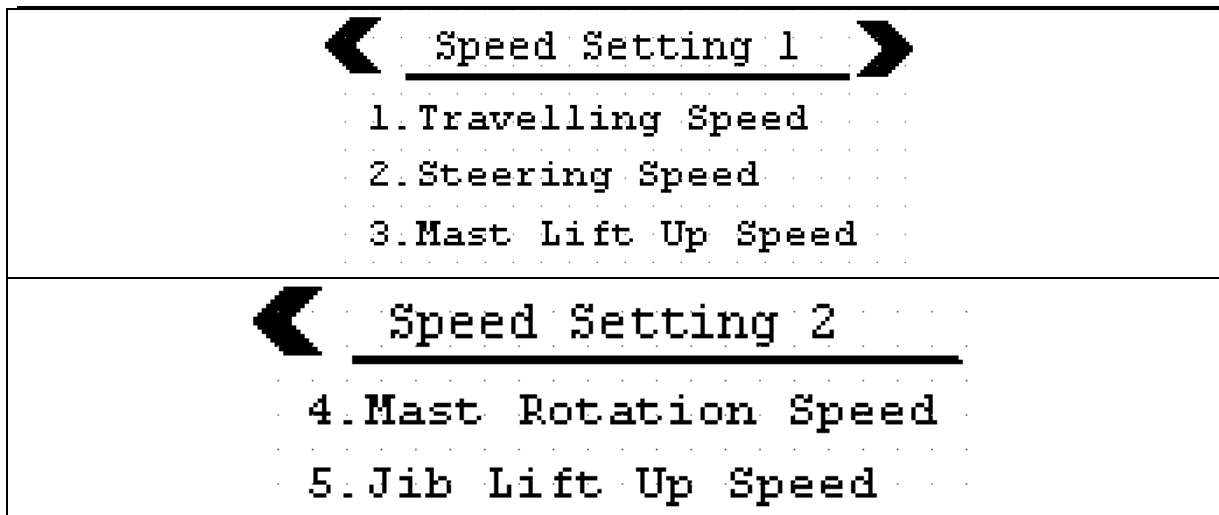 Speed Setting 1
1.Travelling Speed
2.Steering Speed
3.Mast Lift Up Speed
Speed Setting 2
4.Mast Rotation Speed
5.Jib Lift Up Speed